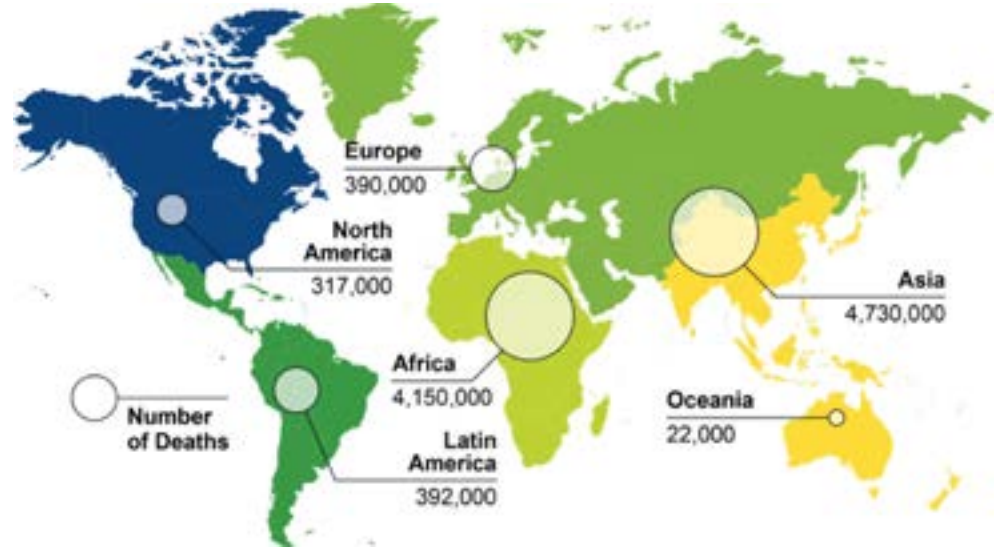 Europe
390,000
North
America
317,000
Asia
4,730,000
Africa
4,150,000
Oceania
22,000
Number
of Deaths
Latin
America
392,000